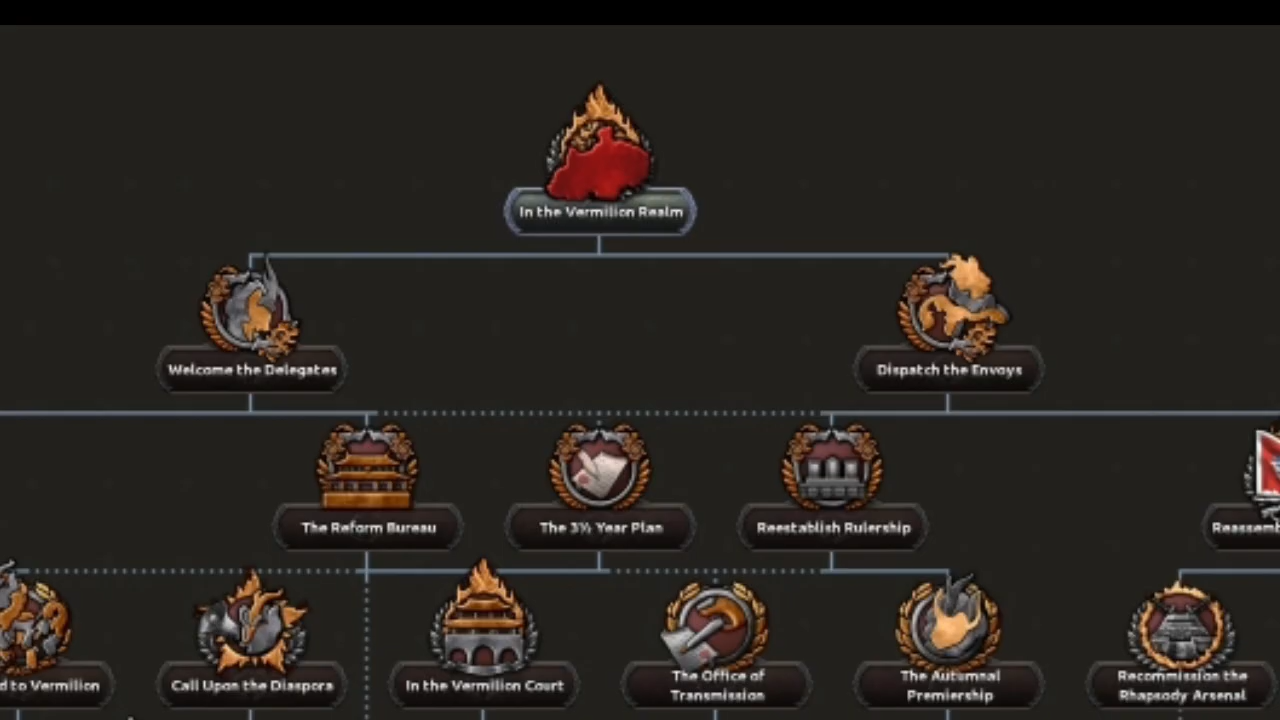 In the Vermilion Realm
Welcome the Delegates
Dispatch the Envoys
The Reform Bureau
The 3½ Year Plan
Reestablish Rulership
Reassemb
d to Vermilion
Call Upon the Diaspora
In the Vermilion Court
The Office of
Transmission
The Autumnal
Premiership
Recommission the
Rhapsody Arsenal